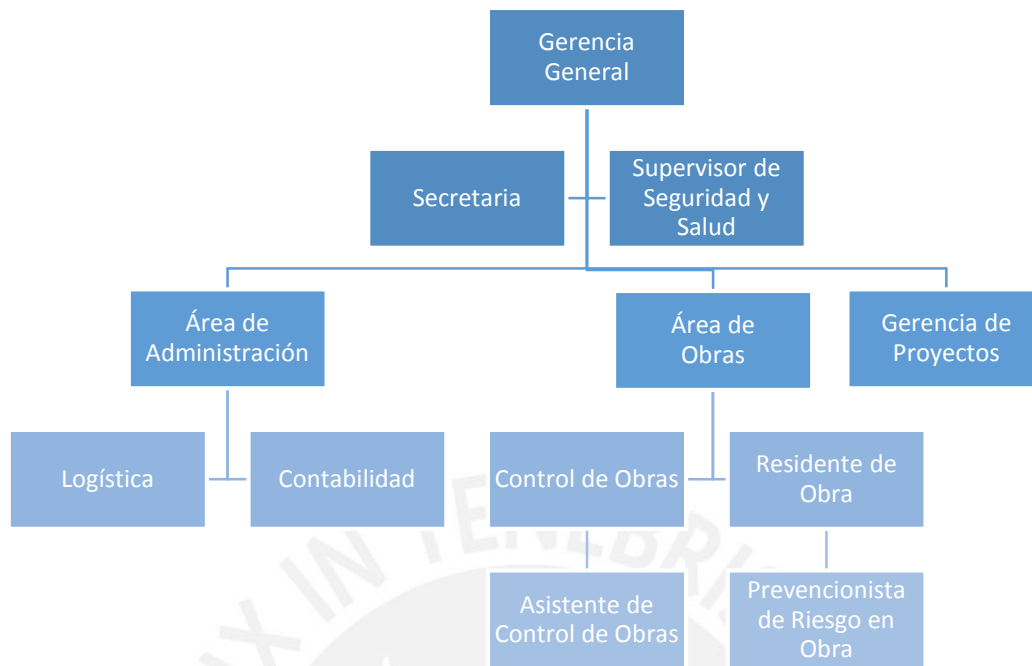 Gerencia
General
Secretaria
Supervisor de
Seguridad y
Salud
Área de
Administración
Área de
Obras
Gerencia de
Proyectos
Logística
Contabilidad
Control de Obras
Residente de
Obra
Asistente de
Control de Obras
Prevencionista
de Riesgo en
Obra